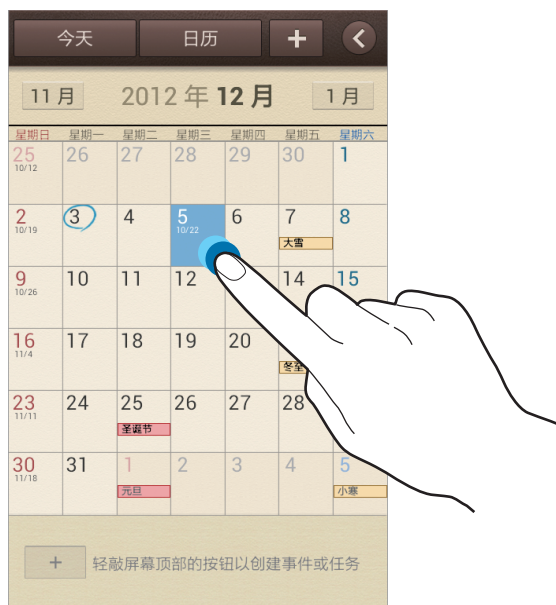 今天 日历 +
11 月 2012 年 12 月 1 月
星期日 星期一 星期二 星期三 星期四 星期五 星期六
25 26 27 28 29 30 1
10/12
2 3 4 5 6 7 8
10/19 10/22
大雪
9 10 11 12 14 15
10/26
16 17 18 19 20
11/4
冬至
23 24 25 26 27 28
11/11
圣诞节
30 31 1 2 3 4 5
11/18
元旦 小寒
+ 轻敲屏幕顶部的按钮以创建事件或任务